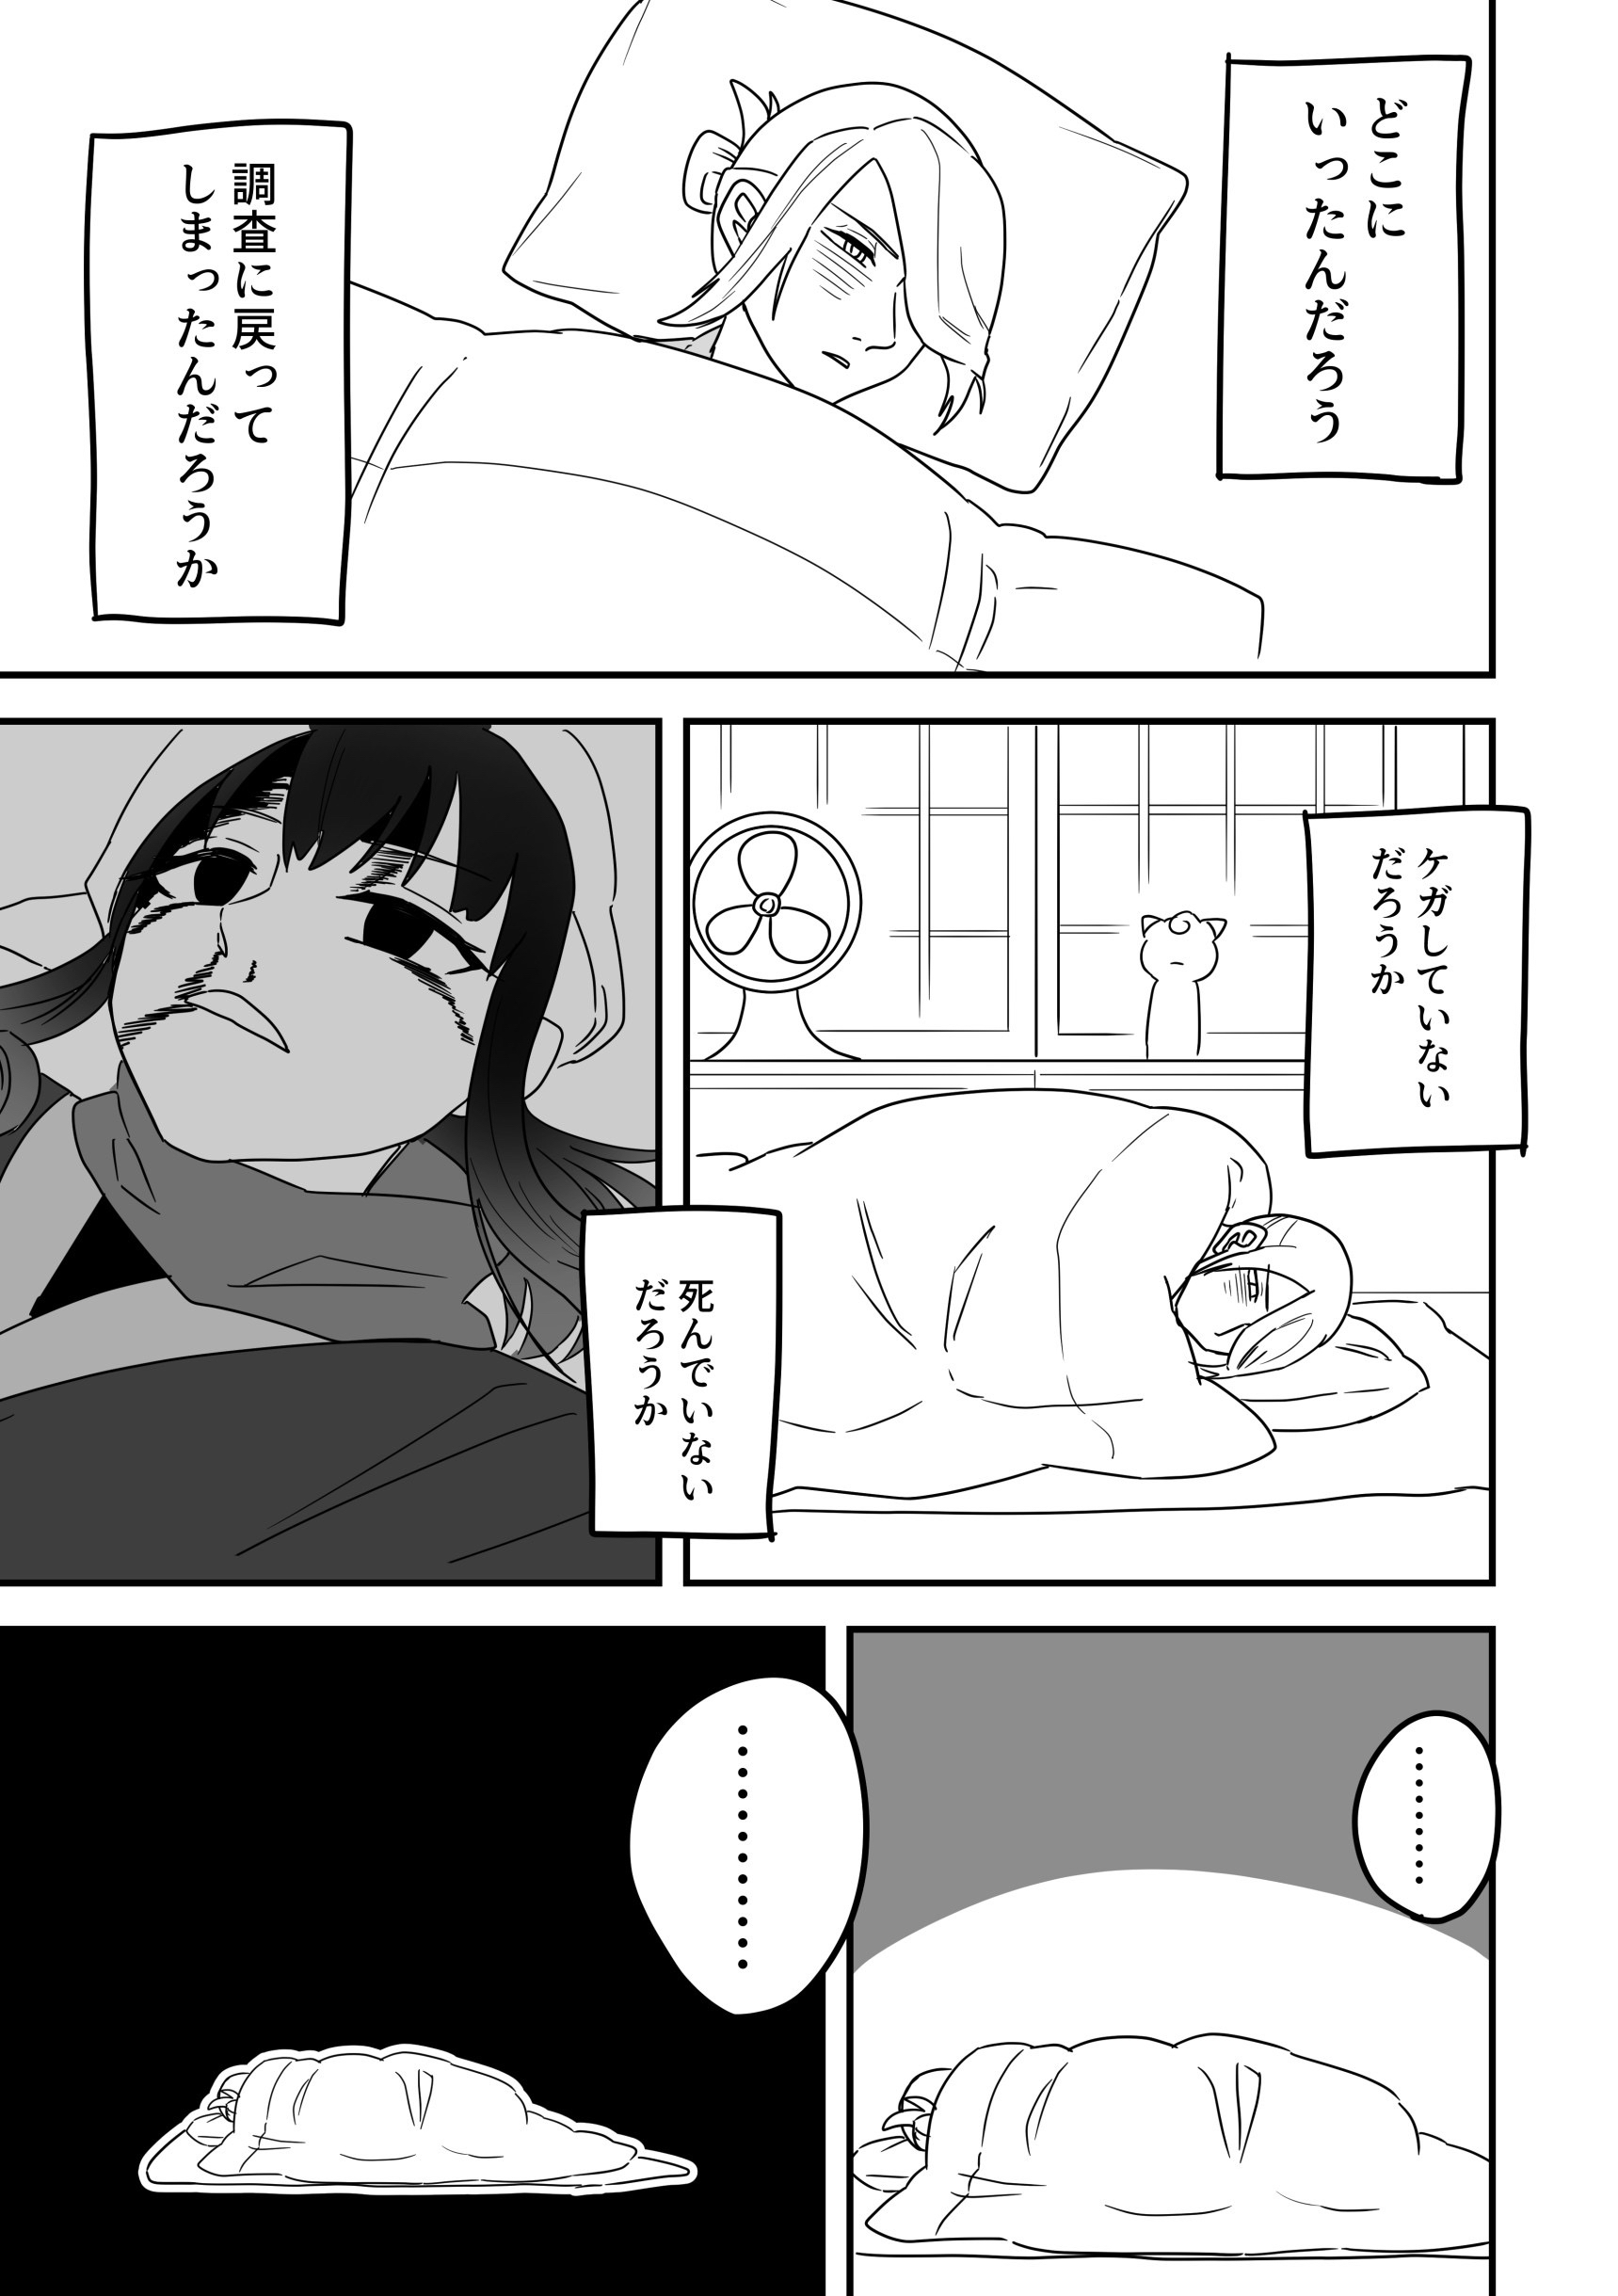 どこに
いったんだろう
調査に戻って
しまったんだろうか
ケガしていない
だろうか
死んでいない
だろうか
………
…………